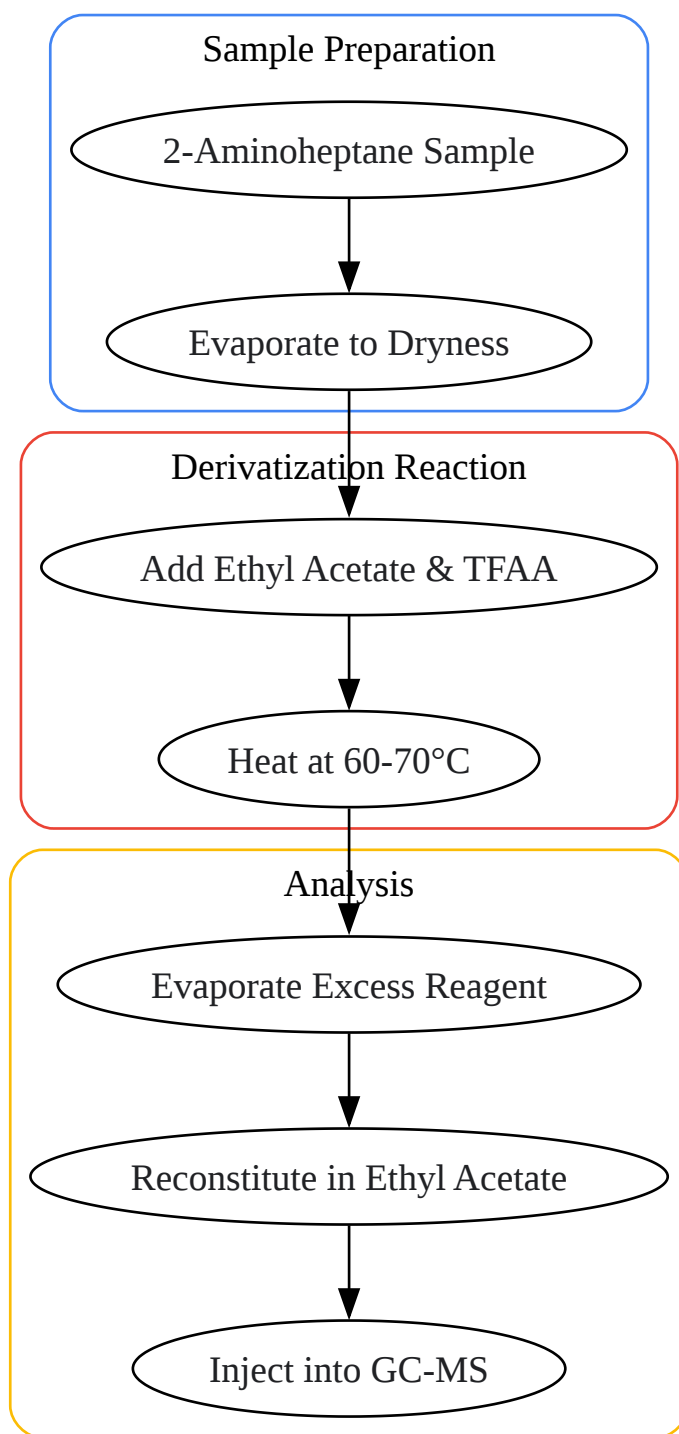 Sample Preparation
2-Aminoheptane Sample
Evaporate to Dryness
Derivatization Reaction
Add Ethyl Acetate & TFAA
Heat at 60-70°C
Analysis
Evaporate Excess Reagent
Reconstitute in Ethyl Acetate
Inject into GC-MS